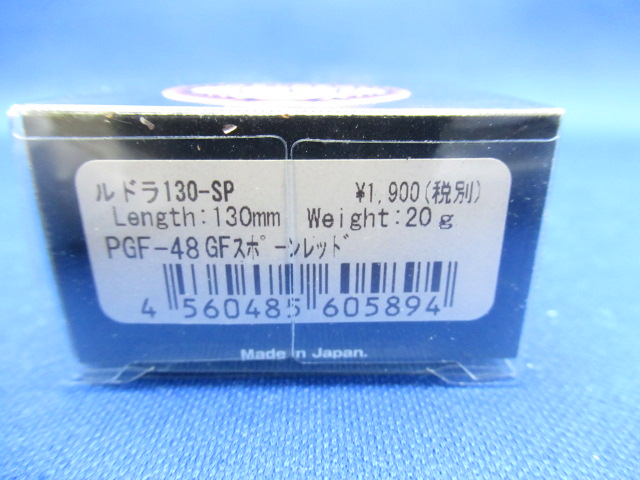 ルドラ130-SP ¥1,900(税別)
Length:130mm Weight:20g
PGF-48 GFスポーンレッド
4 560485 605894
Made in Japan.